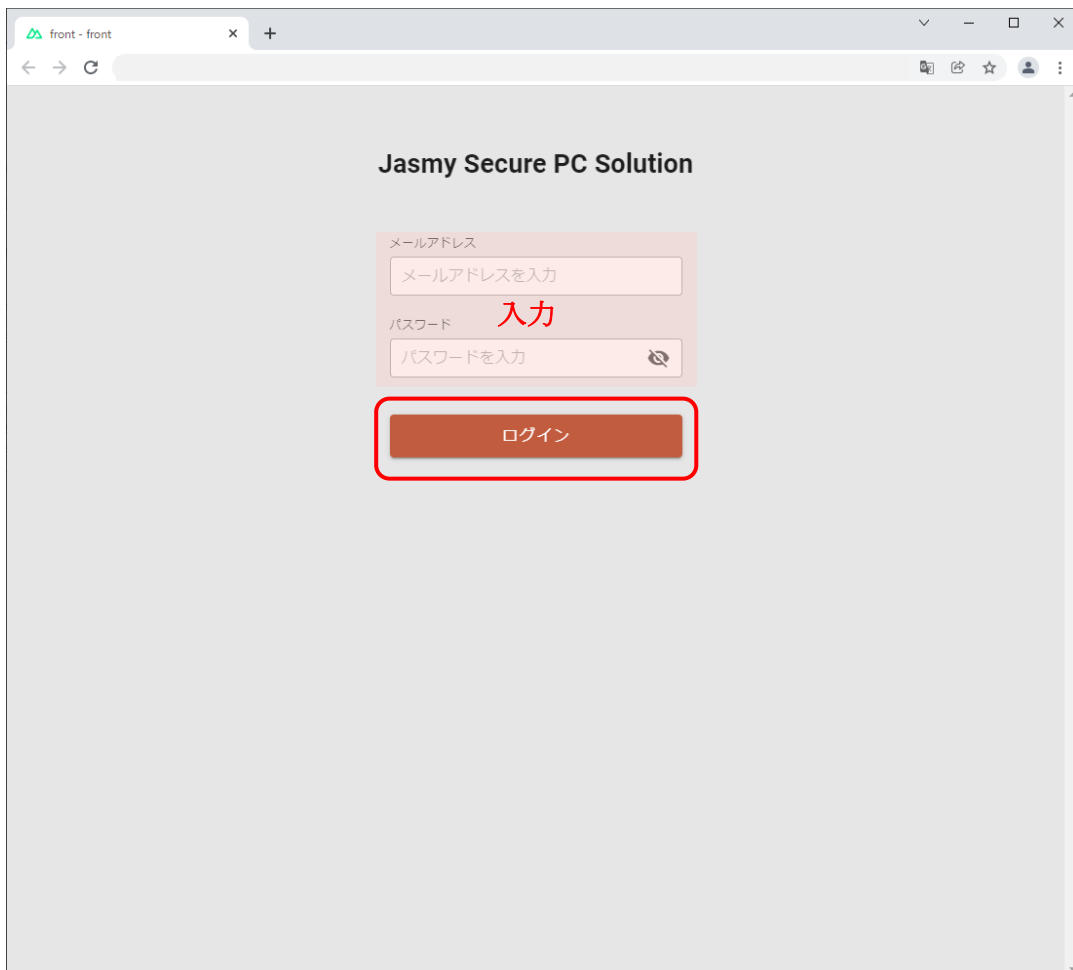 front - front
Jasmy Secure PC Solution
メールアドレス
メールアドレスを入力
入力
パスワード
パスワードを入力
ログイン